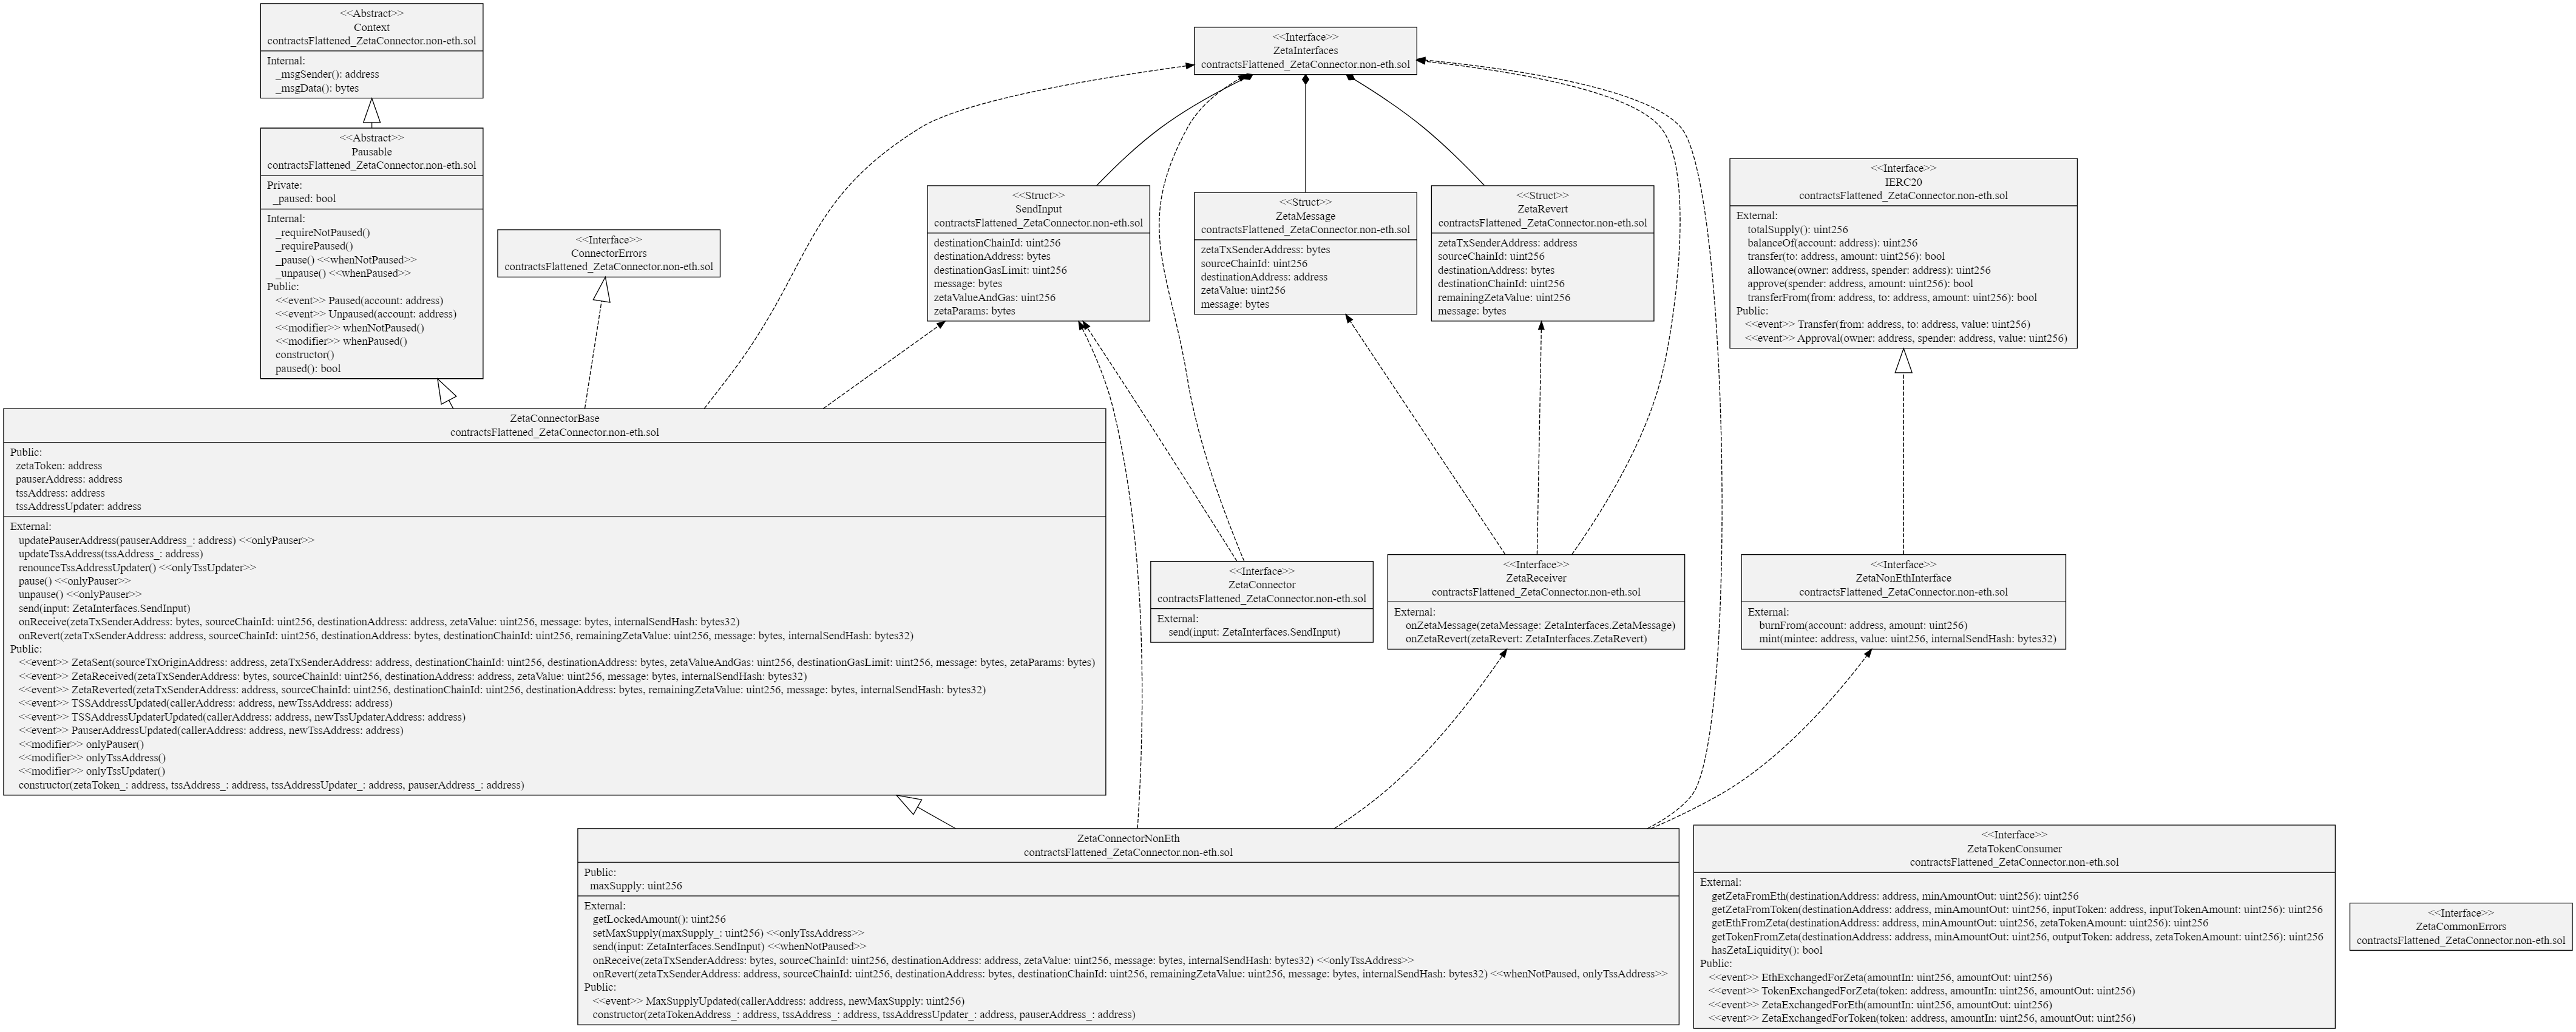 <<Abstract>>
Context
contractsFlattened_ZetaConnector.non-eth.sol
Internal:
_msgSender(): address
_msgData(): bytes
<<Abstract>>
Pausable
contractsFlattened_ZetaConnector.non-eth.sol
Private:
_paused: bool
Internal:
_requireNotPaused()
_requirePaused()
_pause() <<whenNotPaused>>
_unpause() <<whenPaused>>
Public:
<<event>> Paused(account: address)
<<event>> Unpaused(account: address)
<<modifier>> whenNotPaused()
<<modifier>> whenPaused()
constructor()
paused(): bool
<<Interface>>
ConnectorErrors
contractsFlattened_ZetaConnector.non-eth.sol
<<Interface>>
ZetaInterfaces
contractsFlattened_ZetaConnector.non-eth.sol
<<Struct>>
SendInput
contractsFlattened_ZetaConnector.non-eth.sol
destinationChainId: uint256
destinationAddress: bytes
destinationGasLimit: uint256
message: bytes
zetaValueAndGas: uint256
zetaParams: bytes
<<Struct>>
ZetaMessage
contractsFlattened_ZetaConnector.non-eth.sol
zetaTxSenderAddress: bytes
sourceChainId: uint256
destinationAddress: address
zetaValue: uint256
message: bytes
<<Struct>>
ZetaRevert
contractsFlattened_ZetaConnector.non-eth.sol
zetaTxSenderAddress: address
sourceChainId: uint256
destinationAddress: bytes
destinationChainId: uint256
remainingZetaValue: uint256
message: bytes
<<Interface>>
IERC20
contractsFlattened_ZetaConnector.non-eth.sol
External:
totalSupply(): uint256
balanceOf(account: address): uint256
transfer(to: address, amount: uint256): bool
allowance(owner: address, spender: address): uint256
approve(spender: address, amount: uint256): bool
transferFrom(from: address, to: address, amount: uint256): bool
Public:
<<event>> Transfer(from: address, to: address, value: uint256)
<<event>> Approval(owner: address, spender: address, value: uint256)
ZetaConnectorBase
contractsFlattened_ZetaConnector.non-eth.sol
Public:
zetaToken: address
pauserAddress: address
tssAddress: address
tssAddressUpdater: address
External:
updatePauserAddress(pauserAddress_: address) <<onlyPauser>>
updateTssAddress(tssAddress_: address)
renounceTssAddressUpdater() <<onlyTssUpdater>>
pause() <<onlyPauser>>
unpause() <<onlyPauser>>
send(input: ZetaInterfaces.SendInput)
onReceive(zetaTxSenderAddress: bytes, sourceChainId: uint256, destinationAddress: address, zetaValue: uint256, message: bytes, internalSendHash: bytes32)
onRevert(zetaTxSenderAddress: address, sourceChainId: uint256, destinationAddress: bytes, destinationChainId: uint256, remainingZetaValue: uint256, message: bytes, internalSendHash: bytes32)
Public:
<<event>> ZetaSent(sourceTxOriginAddress: address, zetaTxSenderAddress: address, destinationChainId: uint256, destinationAddress: bytes, zetaValueAndGas: uint256, destinationGasLimit: uint256, message: bytes, zetaParams: bytes)
<<event>> ZetaReceived(zetaTxSenderAddress: bytes, sourceChainId: uint256, destinationAddress: address, zetaValue: uint256, message: bytes, internalSendHash: bytes32)
<<event>> ZetaReverted(zetaTxSenderAddress: address, sourceChainId: uint256, destinationChainId: uint256, destinationAddress: bytes, remainingZetaValue: uint256, message: bytes, internalSendHash: bytes32)
<<event>> TSSAddressUpdated(callerAddress: address, newTssAddress: address)
<<event>> TSSAddressUpdaterUpdated(callerAddress: address, newTssUpdaterAddress: address)
<<event>> PauserAddressUpdated(callerAddress: address, newTssAddress: address)
<<modifier>> onlyPauser()
<<modifier>> onlyTssAddress()
<<modifier>> onlyTssUpdater()
constructor(zetaToken_: address, tssAddress_: address, tssAddressUpdater_: address, pauserAddress_: address)
<<Interface>>
ZetaConnector
contractsFlattened_ZetaConnector.non-eth.sol
External:
send(input: ZetaInterfaces.SendInput)
<<Interface>>
ZetaReceiver
contractsFlattened_ZetaConnector.non-eth.sol
External:
onZetaMessage(zetaMessage: ZetaInterfaces.ZetaMessage)
onZetaRevert(zetaRevert: ZetaInterfaces.ZetaRevert)
<<Interface>>
ZetaNonEthInterface
contractsFlattened_ZetaConnector.non-eth.sol
External:
burnFrom(account: address, amount: uint256)
mint(mintee: address, value: uint256, internalSendHash: bytes32)
ZetaConnectorNonEth
contractsFlattened_ZetaConnector.non-eth.sol
Public:
maxSupply: uint256
External:
getLockedAmount(): uint256
setMaxSupply(maxSupply_: uint256) <<onlyTssAddress>>
send(input: ZetaInterfaces.SendInput) <<whenNotPaused>>
onReceive(zetaTxSenderAddress: bytes, sourceChainId: uint256, destinationAddress: address, zetaValue: uint256, message: bytes, internalSendHash: bytes32) <<onlyTssAddress>>
onRevert(zetaTxSenderAddress: address, sourceChainId: uint256, destinationAddress: bytes, destinationChainId: uint256, remainingZetaValue: uint256, message: bytes, internalSendHash: bytes32) <<whenNotPaused, onlyTssAddress>>
Public:
<<event>> MaxSupplyUpdated(callerAddress: address, newMaxSupply: uint256)
constructor(zetaTokenAddress_: address, tssAddress_: address, tssAddressUpdater_: address, pauserAddress_: address)
<<Interface>>
ZetaTokenConsumer
contractsFlattened_ZetaConnector.non-eth.sol
External:
getZetaFromEth(destinationAddress: address, minAmountOut: uint256): uint256
getZetaFromToken(destinationAddress: address, minAmountOut: uint256, inputToken: address, inputTokenAmount: uint256): uint256
getEthFromZeta(destinationAddress: address, minAmountOut: uint256, zetaTokenAmount: uint256): uint256
getTokenFromZeta(destinationAddress: address, minAmountOut: uint256, outputToken: address, zetaTokenAmount: uint256): uint256
hasZetaLiquidity(): bool
Public:
<<event>> EthExchangedForZeta(amountIn: uint256, amountOut: uint256)
<<event>> TokenExchangedForZeta(token: address, amountIn: uint256, amountOut: uint256)
<<event>> ZetaExchangedForEth(amountIn: uint256, amountOut: uint256)
<<event>> ZetaExchangedForToken(token: address, amountIn: uint256, amountOut: uint256)
<<Interface>>
ZetaCommonErrors
contractsFlattened_ZetaConnector.non-eth.sol